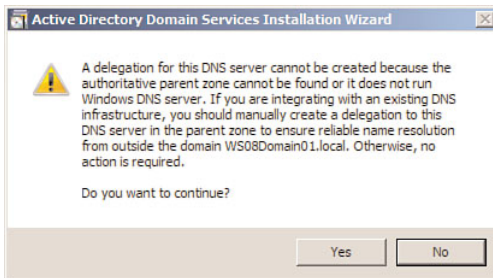 Active Directory Domain Services Installation Wizard
A delegation for this DNS server cannot be created because the
authoritative parent zone cannot be found or it does not run
Windows DNS server. If you are integrating with an existing DNS
infrastructure, you should manually create a delegation to this
DNS server in the parent zone to ensure reliable name resolution
from outside the domain WS08Domain01.local. Otherwise, no
action is required.
Do you want to continue?
Yes
No